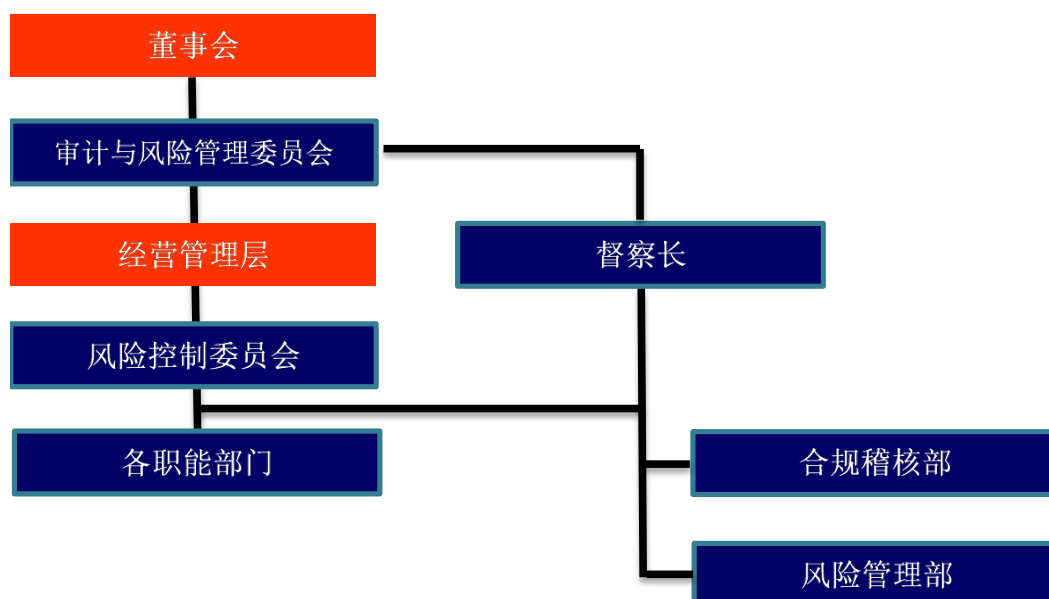 董事会
审计与风险管理委员会
经营管理层
督察长
风险控制委员会
各职能部门
合规稽核部
风险管理部